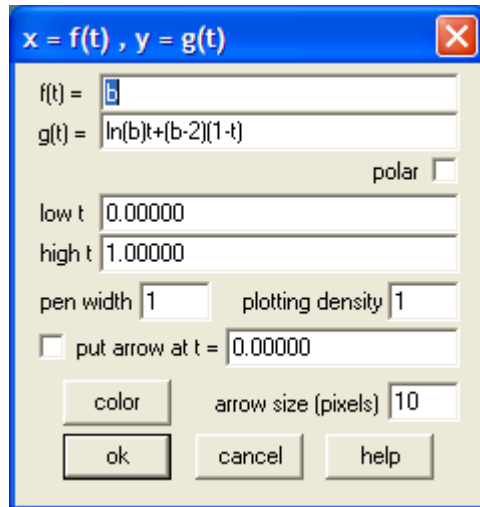 x = f(t) , y = g(t)
f(t) = b
g(t) = ln(b)t+(b-2)(1-t)
polar
low t 0.00000
high t 1.00000
pen width 1 plotting density 1
put arrow at t = 0.00000
color arrow size (pixels) 10
ok cancel help